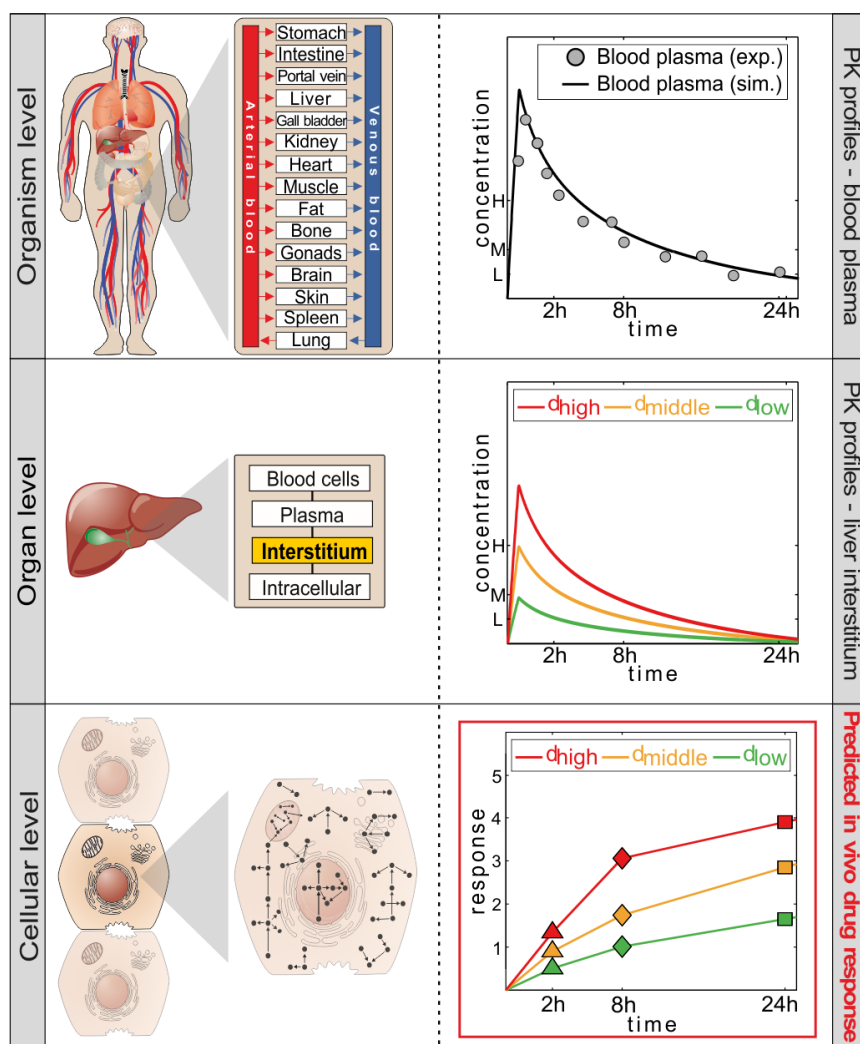 Organism level
Arterial blood
Stomach
Intestine
Portal vein
Liver
Gall bladder
Kidney
Heart
Muscle
Fat
Bone
Gonads
Brain
Skin
Spleen
Lung
Venous blood
Blood plasma (exp.)
Blood plasma (sim.)
concentration
H
M
L
2h
8h
24h
time
PK profiles - blood plasma
Organ level
Blood cells
Plasma
Interstitium
Intracellular
dhigh dmiddle dlow
concentration
H
M
L
2h
8h
24h
time
PK profiles - liver interstitium
Cellular level
dhigh dmiddle dlow
response
5
4
3
2
1
2h
8h
24h
time
Predicted in vivo drug response